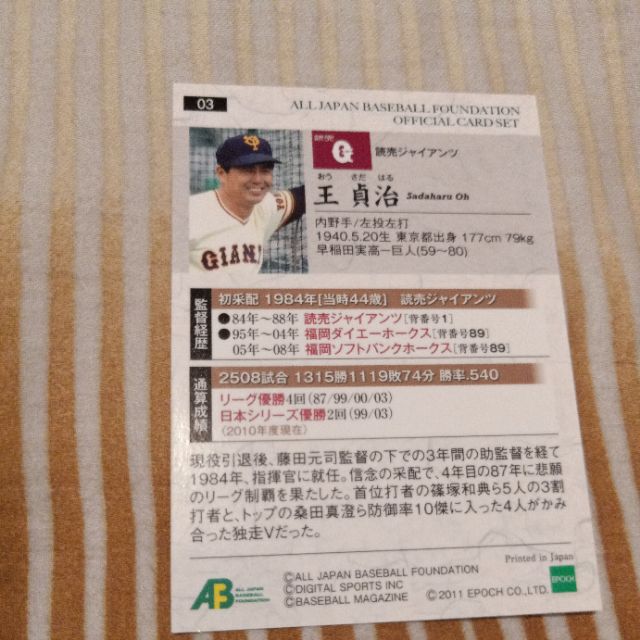 03
ALL JAPAN BASEBALL FOUNDATION
OFFICIAL CARD SET
読売
G
読売ジャイアンツ
おう さだ はる
王 貞治 Sadaharu Oh
内野手/左投左打
1940.5.20生 東京都出身 177cm 79kg
早稲田実高ー巨人(59〜80)
GIAN
監督経歴
初采配 1984年[当時44歳] 読売ジャイアンツ
●84年〜88年 読売ジャイアンツ[背番号1]
●95年〜04年 福岡ダイエーホークス[背番号89]
05年〜08年 福岡ソフトバンクホークス[背番号89]
通算成績
2508試合 1315勝1119敗74分 勝率.540
リーグ優勝4回(87/99/00/03)
日本シリーズ優勝2回(99/03)
(2010年度現在)
現役引退後、藤田元司監督の下での3年間の助監督を経て
1984年、指揮官に就任。信念の采配で、4年目の87年に悲願
のリーグ制覇を果たした。首位打者の篠塚和典ら5人の3割
打者と、トップの桑田真澄ら防御率10傑に入った4人がかみ
合った独走Vだった。
Printed in Japan
AB ALL JAPAN
BASEBALL
FOUNDATION
©ALL JAPAN BASEBALL FOUNDATION
©DIGITAL SPORTS INC
©BASEBALL MAGAZINE
©2011 EPOCH CO.,LTD.
EPOCH